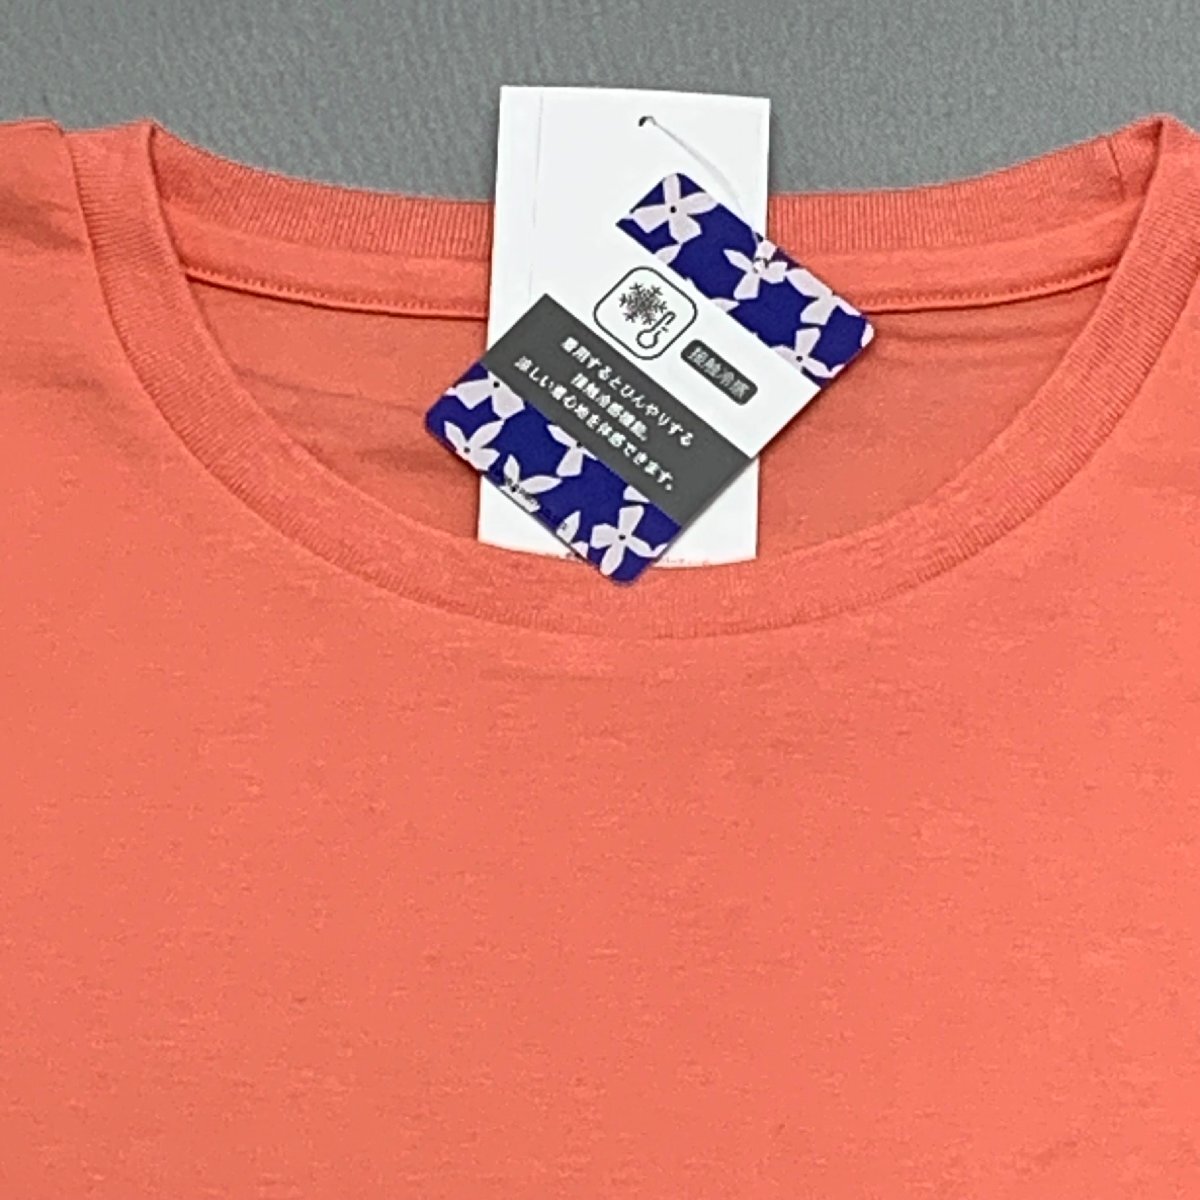 接触冷感
着用するとひんやりする
接触冷感機能。
涼しい着心地を体感できます。